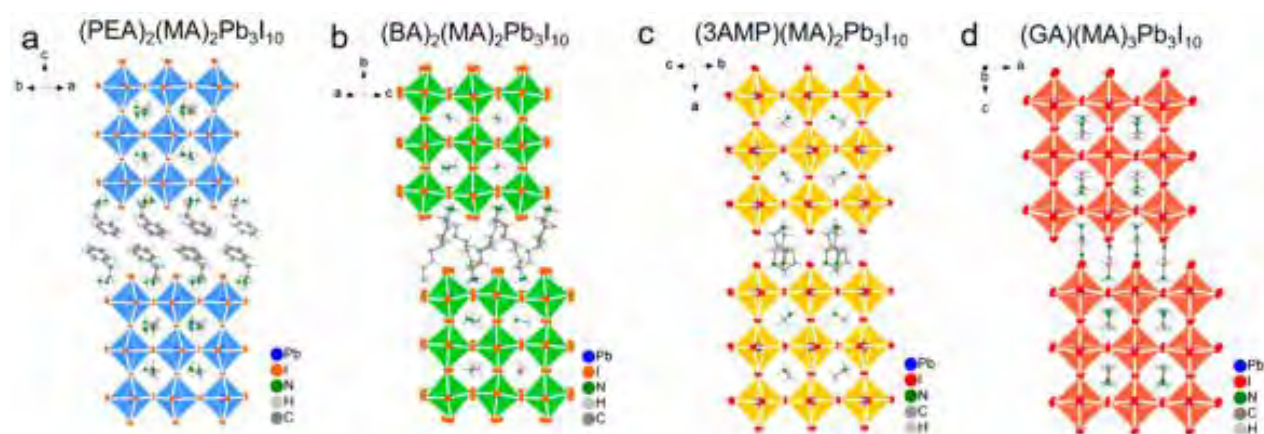 a
(PEA)₂(MA)₂Pb₃I₁₀
c
b
a
Pb
I
N
H
C
b
(BA)₂(MA)₂Pb₃I₁₀
b
a
c
Pb
I
N
H
C
c
(3AMP)(MA)₂Pb₃I₁₀
c
b
a
Pb
I
N
C
H
d
(GA)(MA)₃Pb₃I₁₀
b
a
c
Pb
I
N
C
H